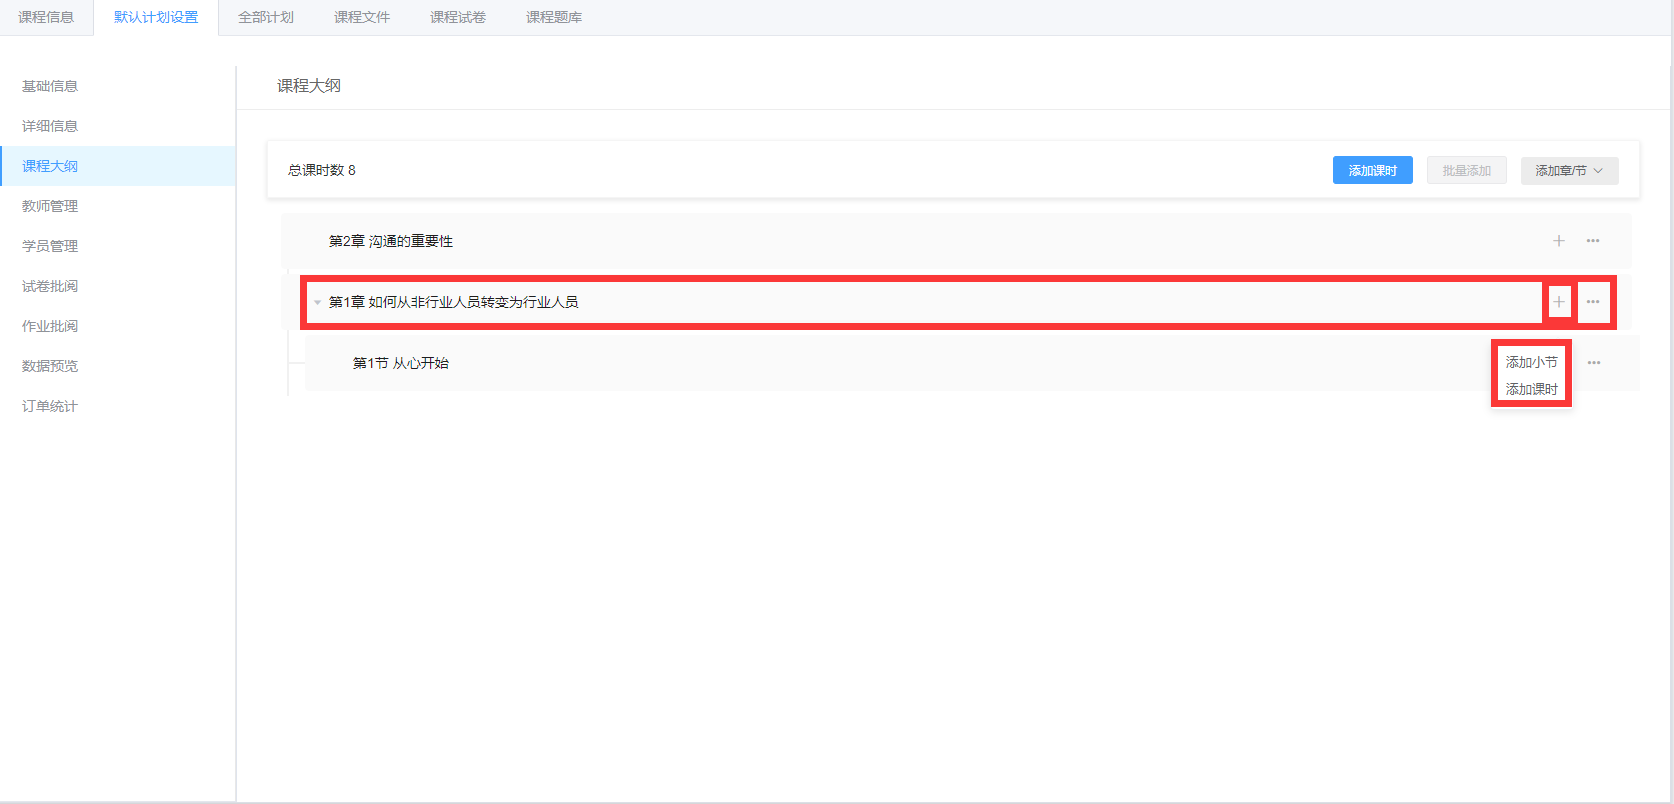 课程信息 默认计划设置 全部计划 课程文件 课程试卷 课程题库
基础信息
详细信息
课程大纲
教师管理
学员管理
试卷批阅
作业批阅
数据预览
订单统计
课程大纲
总课时数 8 添加课时 批量添加 添加章/节
第2章 沟通的重要性
第1章 如何从非行业人员转变为行业人员
第1节 从心开始
添加小节
添加课时